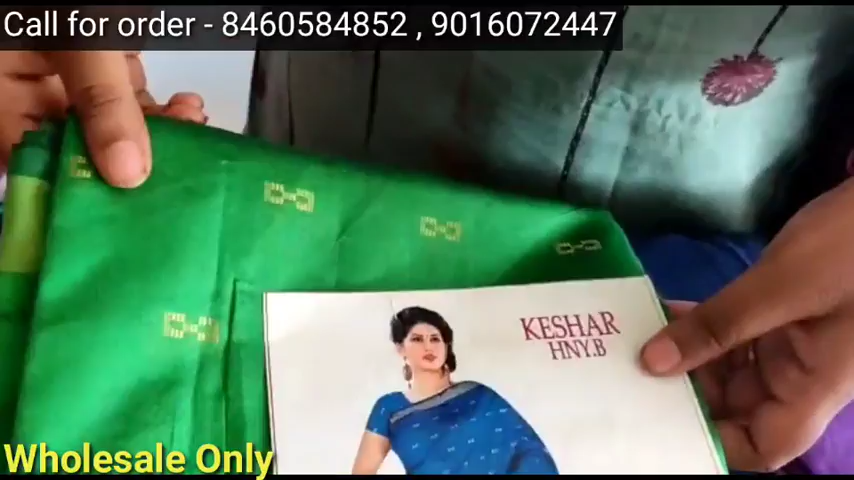 Call for order - 8460584852 , 9016072447
KESHAR
HNY.B
Wholesale Only